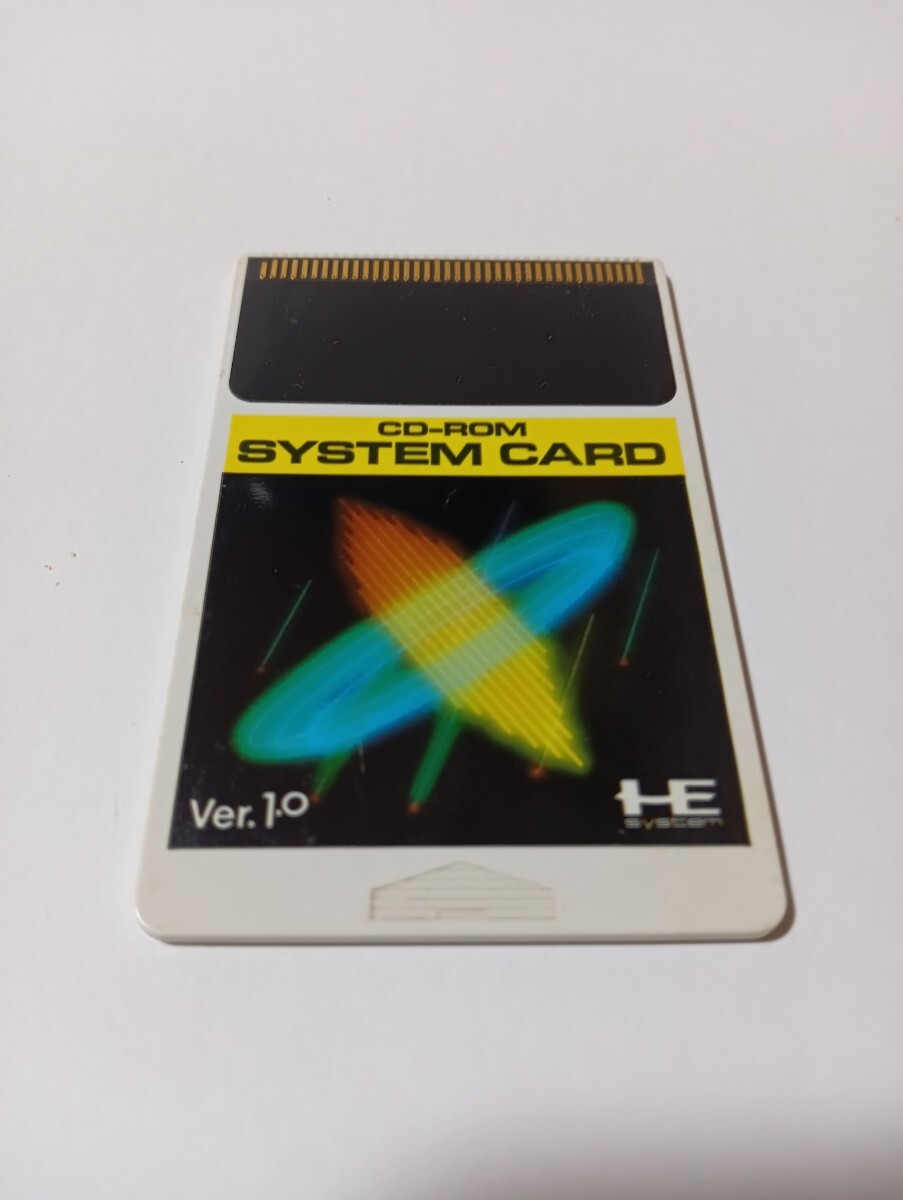 CD-ROM
SYSTEM CARD
Ver. 1.0
HE
system